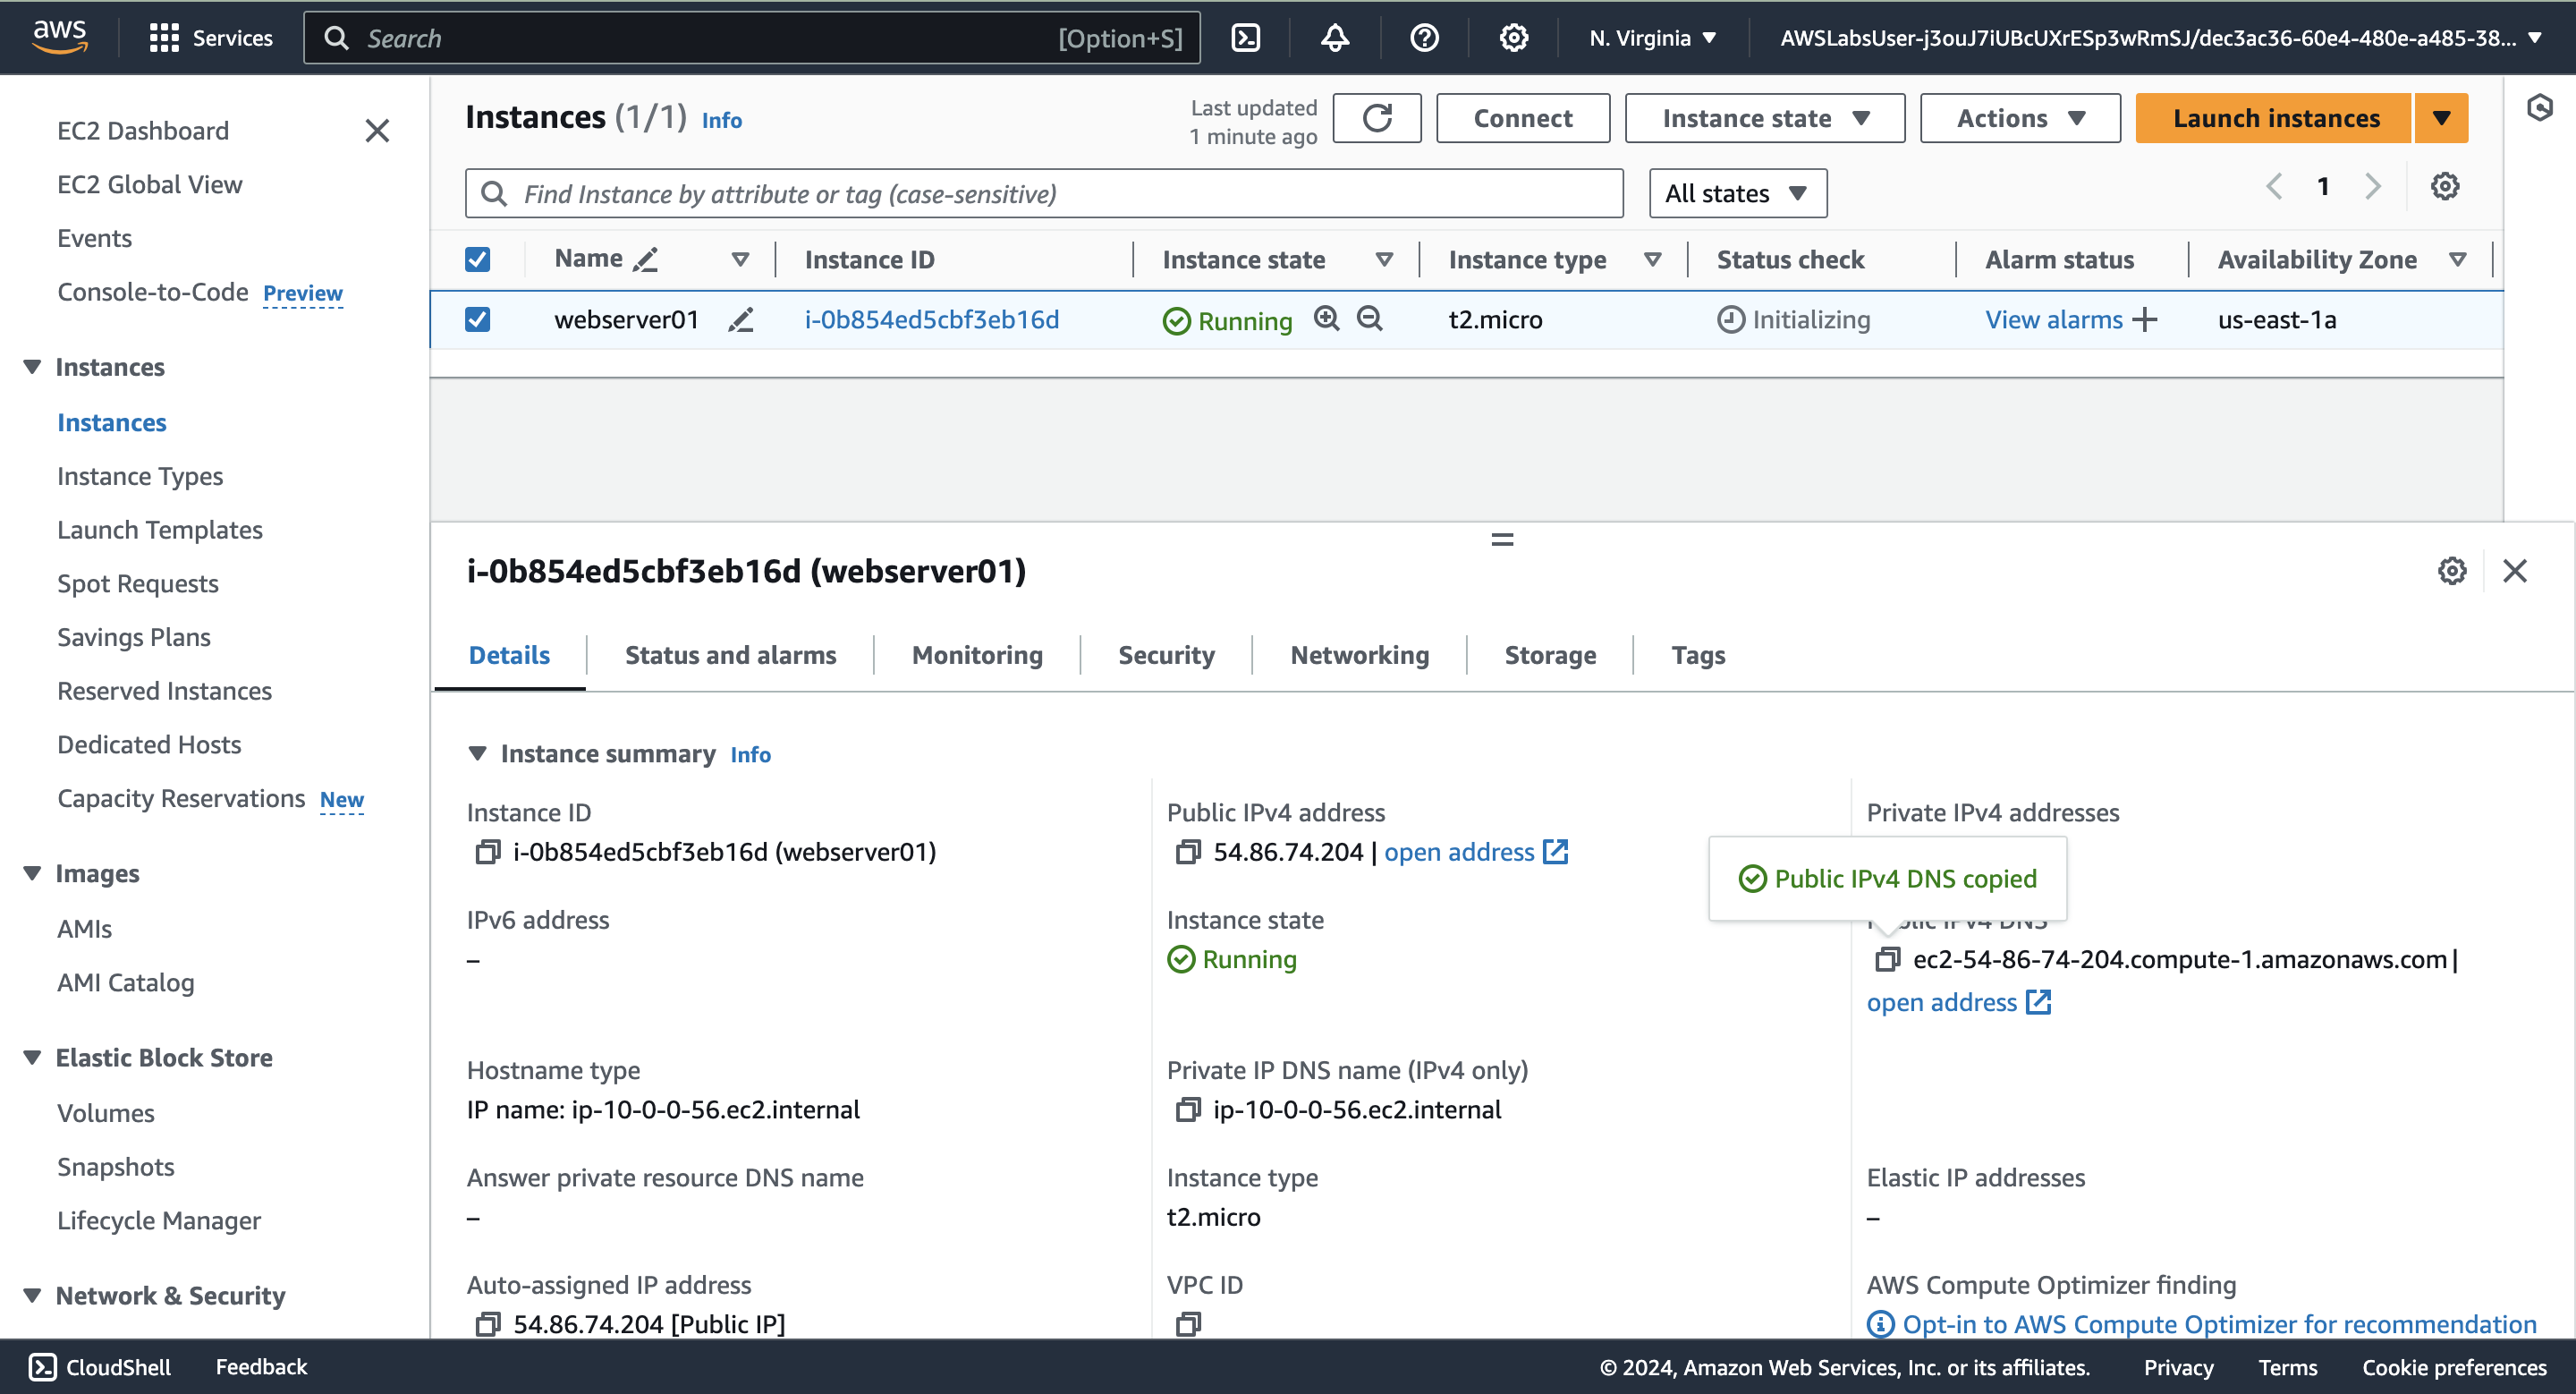 aws
Services
Search
[Option+S]
N. Virginia
AWSLabsUser-j3ouJ7iUBcUXrESp3wRmSJ/dec3ac36-60e4-480e-a485-38...
EC2 Dashboard
EC2 Global View
Events
Console-to-Code Preview
Instances
Instances
Instance Types
Launch Templates
Spot Requests
Savings Plans
Reserved Instances
Dedicated Hosts
Capacity Reservations New
Images
AMIs
AMI Catalog
Elastic Block Store
Volumes
Snapshots
Lifecycle Manager
Network & Security
Instances (1/1) Info
Last updated
1 minute ago
Connect
Instance state
Actions
Launch instances
Find Instance by attribute or tag (case-sensitive)
All states
1
Name
Instance ID
Instance state
Instance type
Status check
Alarm status
Availability Zone
webserver01
i-0b854ed5cbf3eb16d
Running
t2.micro
Initializing
View alarms
us-east-1a
i-0b854ed5cbf3eb16d (webserver01)
Details
Status and alarms
Monitoring
Security
Networking
Storage
Tags
Instance summary Info
Instance ID
i-0b854ed5cbf3eb16d (webserver01)
Public IPv4 address
54.86.74.204 | open address
Private IPv4 addresses
Public IPv4 DNS copied
IPv6 address
–
Instance state
Running
Public IPv4 DNS
ec2-54-86-74-204.compute-1.amazonaws.com |
open address
Hostname type
IP name: ip-10-0-0-56.ec2.internal
Private IP DNS name (IPv4 only)
ip-10-0-0-56.ec2.internal
Answer private resource DNS name
–
Instance type
t2.micro
Elastic IP addresses
–
Auto-assigned IP address
54.86.74.204 [Public IP]
VPC ID
AWS Compute Optimizer finding
Opt-in to AWS Compute Optimizer for recommendation
CloudShell
Feedback
© 2024, Amazon Web Services, Inc. or its affiliates.
Privacy
Terms
Cookie preferences